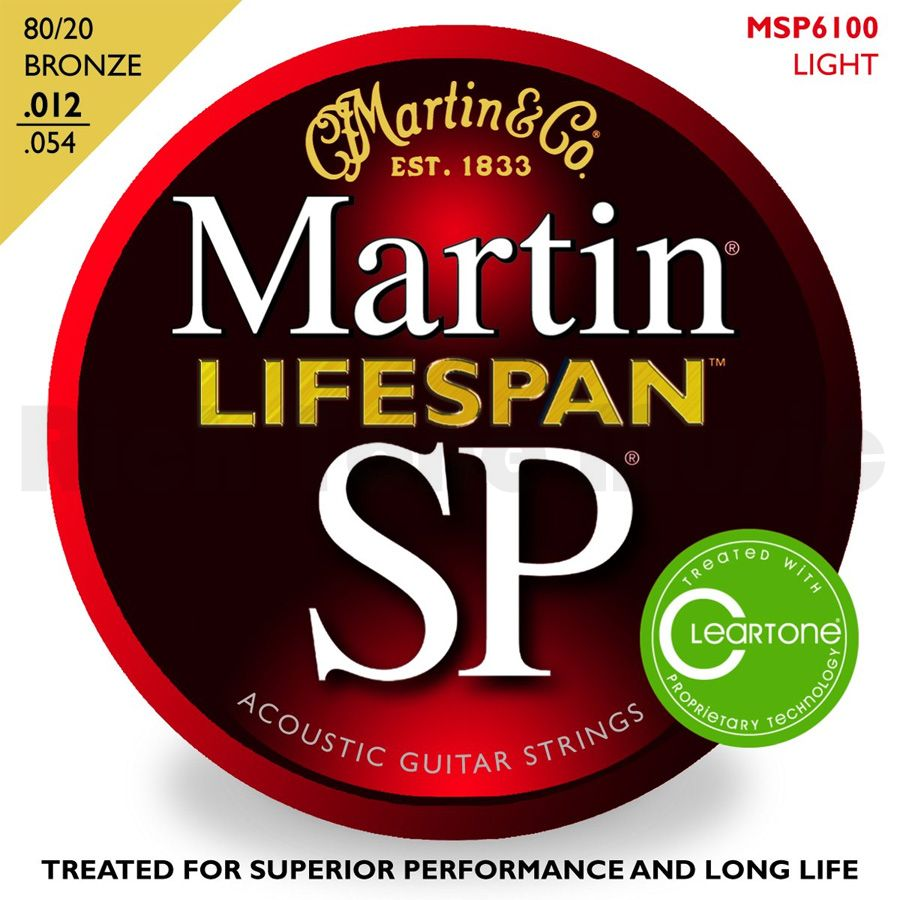 80/20
BRONZE
.012
.054
MSP6100
LIGHT
CFMartin & Co.®
EST. 1833
Martin®
LIFESPAN™
SP®
ACOUSTIC GUITAR STRINGS
TREATED WITH
CLEARTONE®
PROPRIETARY TECHNOLOGY
TREATED FOR SUPERIOR PERFORMANCE AND LONG LIFE